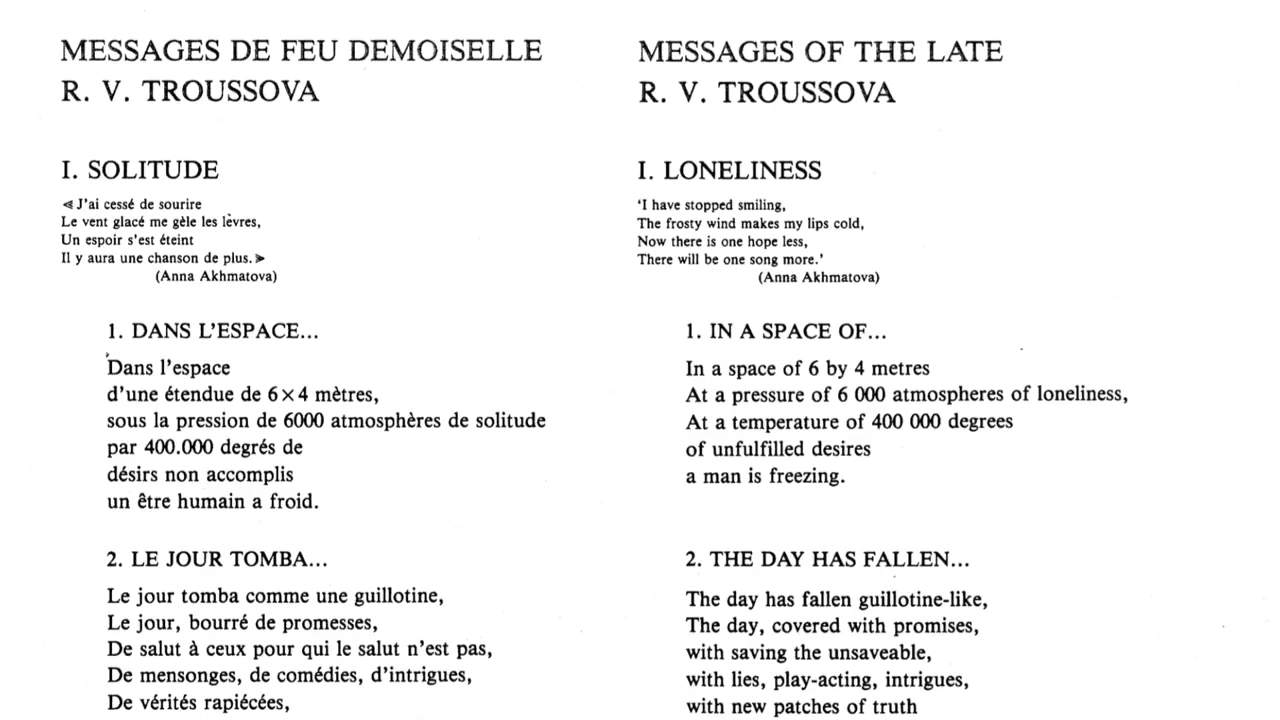 MESSAGES DE FEU DEMOISELLE
R. V. TROUSSOVA
I. SOLITUDE
⪡ J'ai cessé de sourire
Le vent glacé me gèle les lèvres,
Un espoir s'est éteint
Il y aura une chanson de plus. ⪢
(Anna Akhmatova)
1. DANS L'ESPACE...
Dans l'espace
d'une étendue de 6 × 4 mètres,
sous la pression de 6000 atmosphères de solitude
par 400.000 degrés de
désirs non accomplis
un être humain a froid.
2. LE JOUR TOMBA...
Le jour tomba comme une guillotine,
Le jour, bourré de promesses,
De salut à ceux pour qui le salut n'est pas,
De mensonges, de comédies, d'intrigues,
De vérités rapiécées,
MESSAGES OF THE LATE
R. V. TROUSSOVA
I. LONELINESS
'I have stopped smiling,
The frosty wind makes my lips cold,
Now there is one hope less,
There will be one song more.'
(Anna Akhmatova)
1. IN A SPACE OF...
In a space of 6 by 4 metres
At a pressure of 6 000 atmospheres of loneliness,
At a temperature of 400 000 degrees
of unfulfilled desires
a man is freezing.
2. THE DAY HAS FALLEN...
The day has fallen guillotine-like,
The day, covered with promises,
with saving the unsaveable,
with lies, play-acting, intrigues,
with new patches of truth